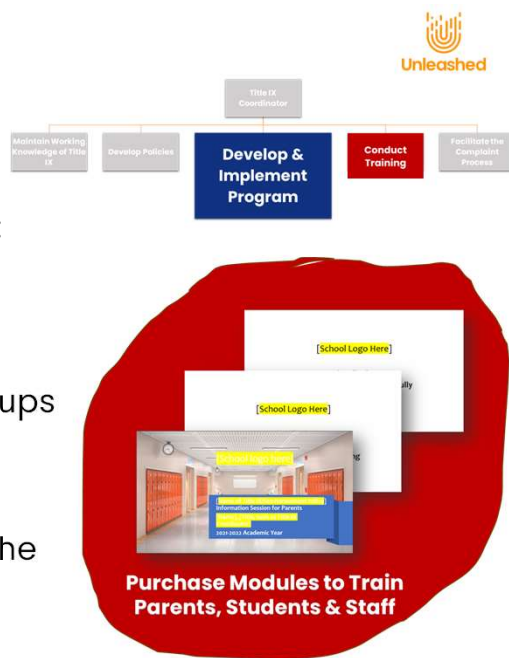 Unleashed
Title IX
Coordinator
Maintain Working
Knowledge of Title
IX
Develop Policies
Develop &
Implement
Program
Conduct
Training
Facilitate the
Complaint
Process
[School Logo Here]
ully
[School Logo Here]
ups
ng
[School logo here]
Information Session for Parents
2021-2022 Academic Year
he
Purchase Modules to Train
Parents, Students & Staff